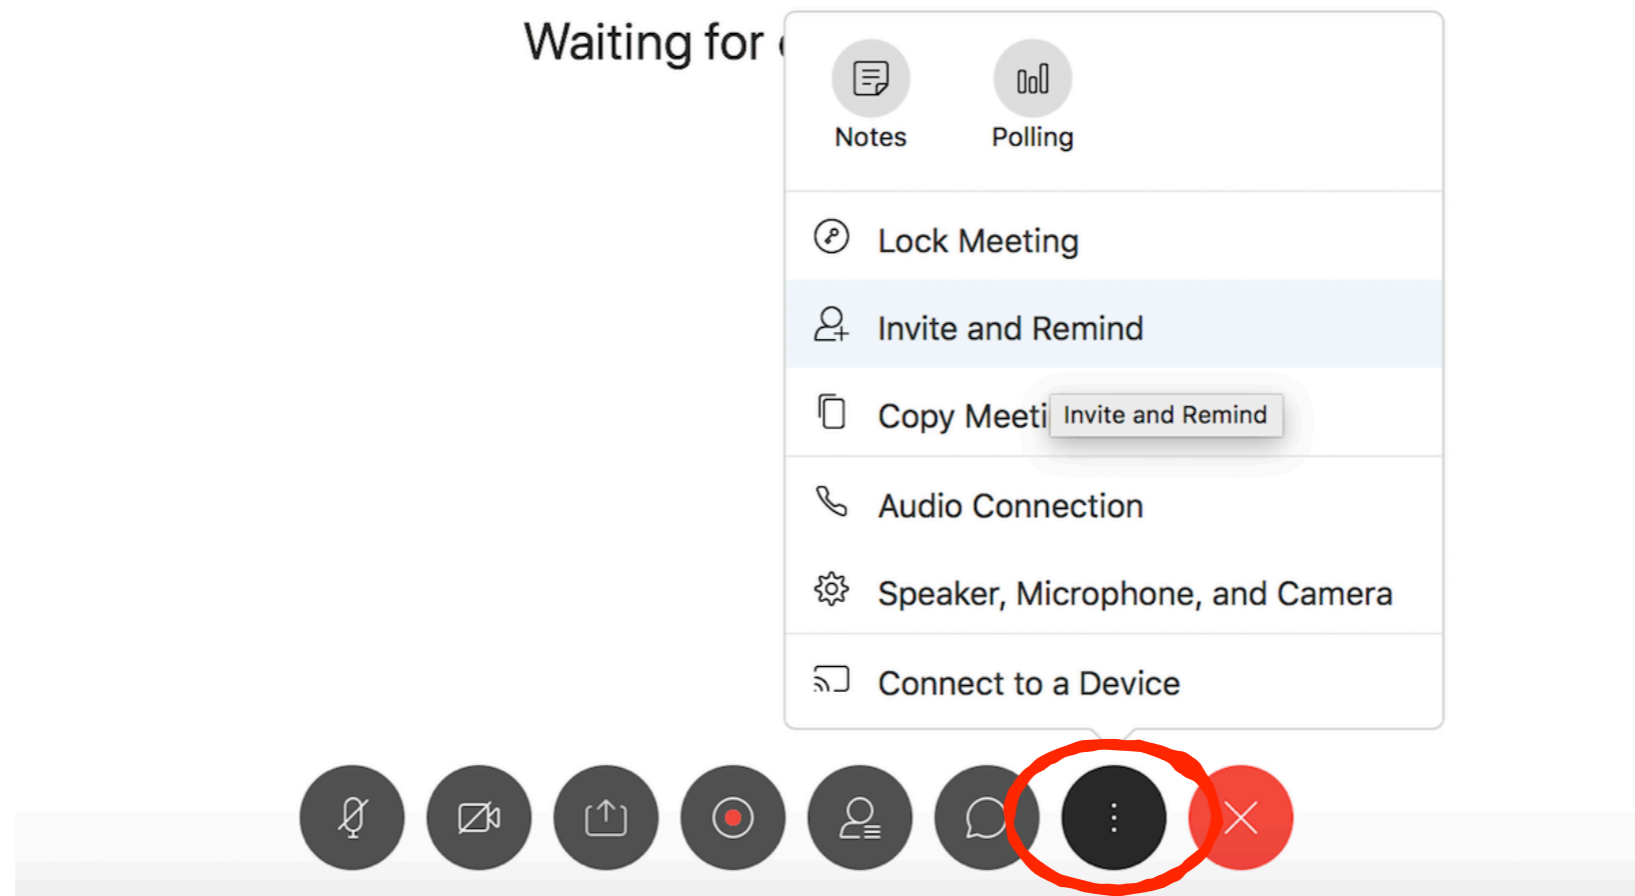 Waiting for
Notes
Polling
Lock Meeting
Invite and Remind
Copy Meeti
Invite and Remind
Audio Connection
Speaker, Microphone, and Camera
Connect to a Device